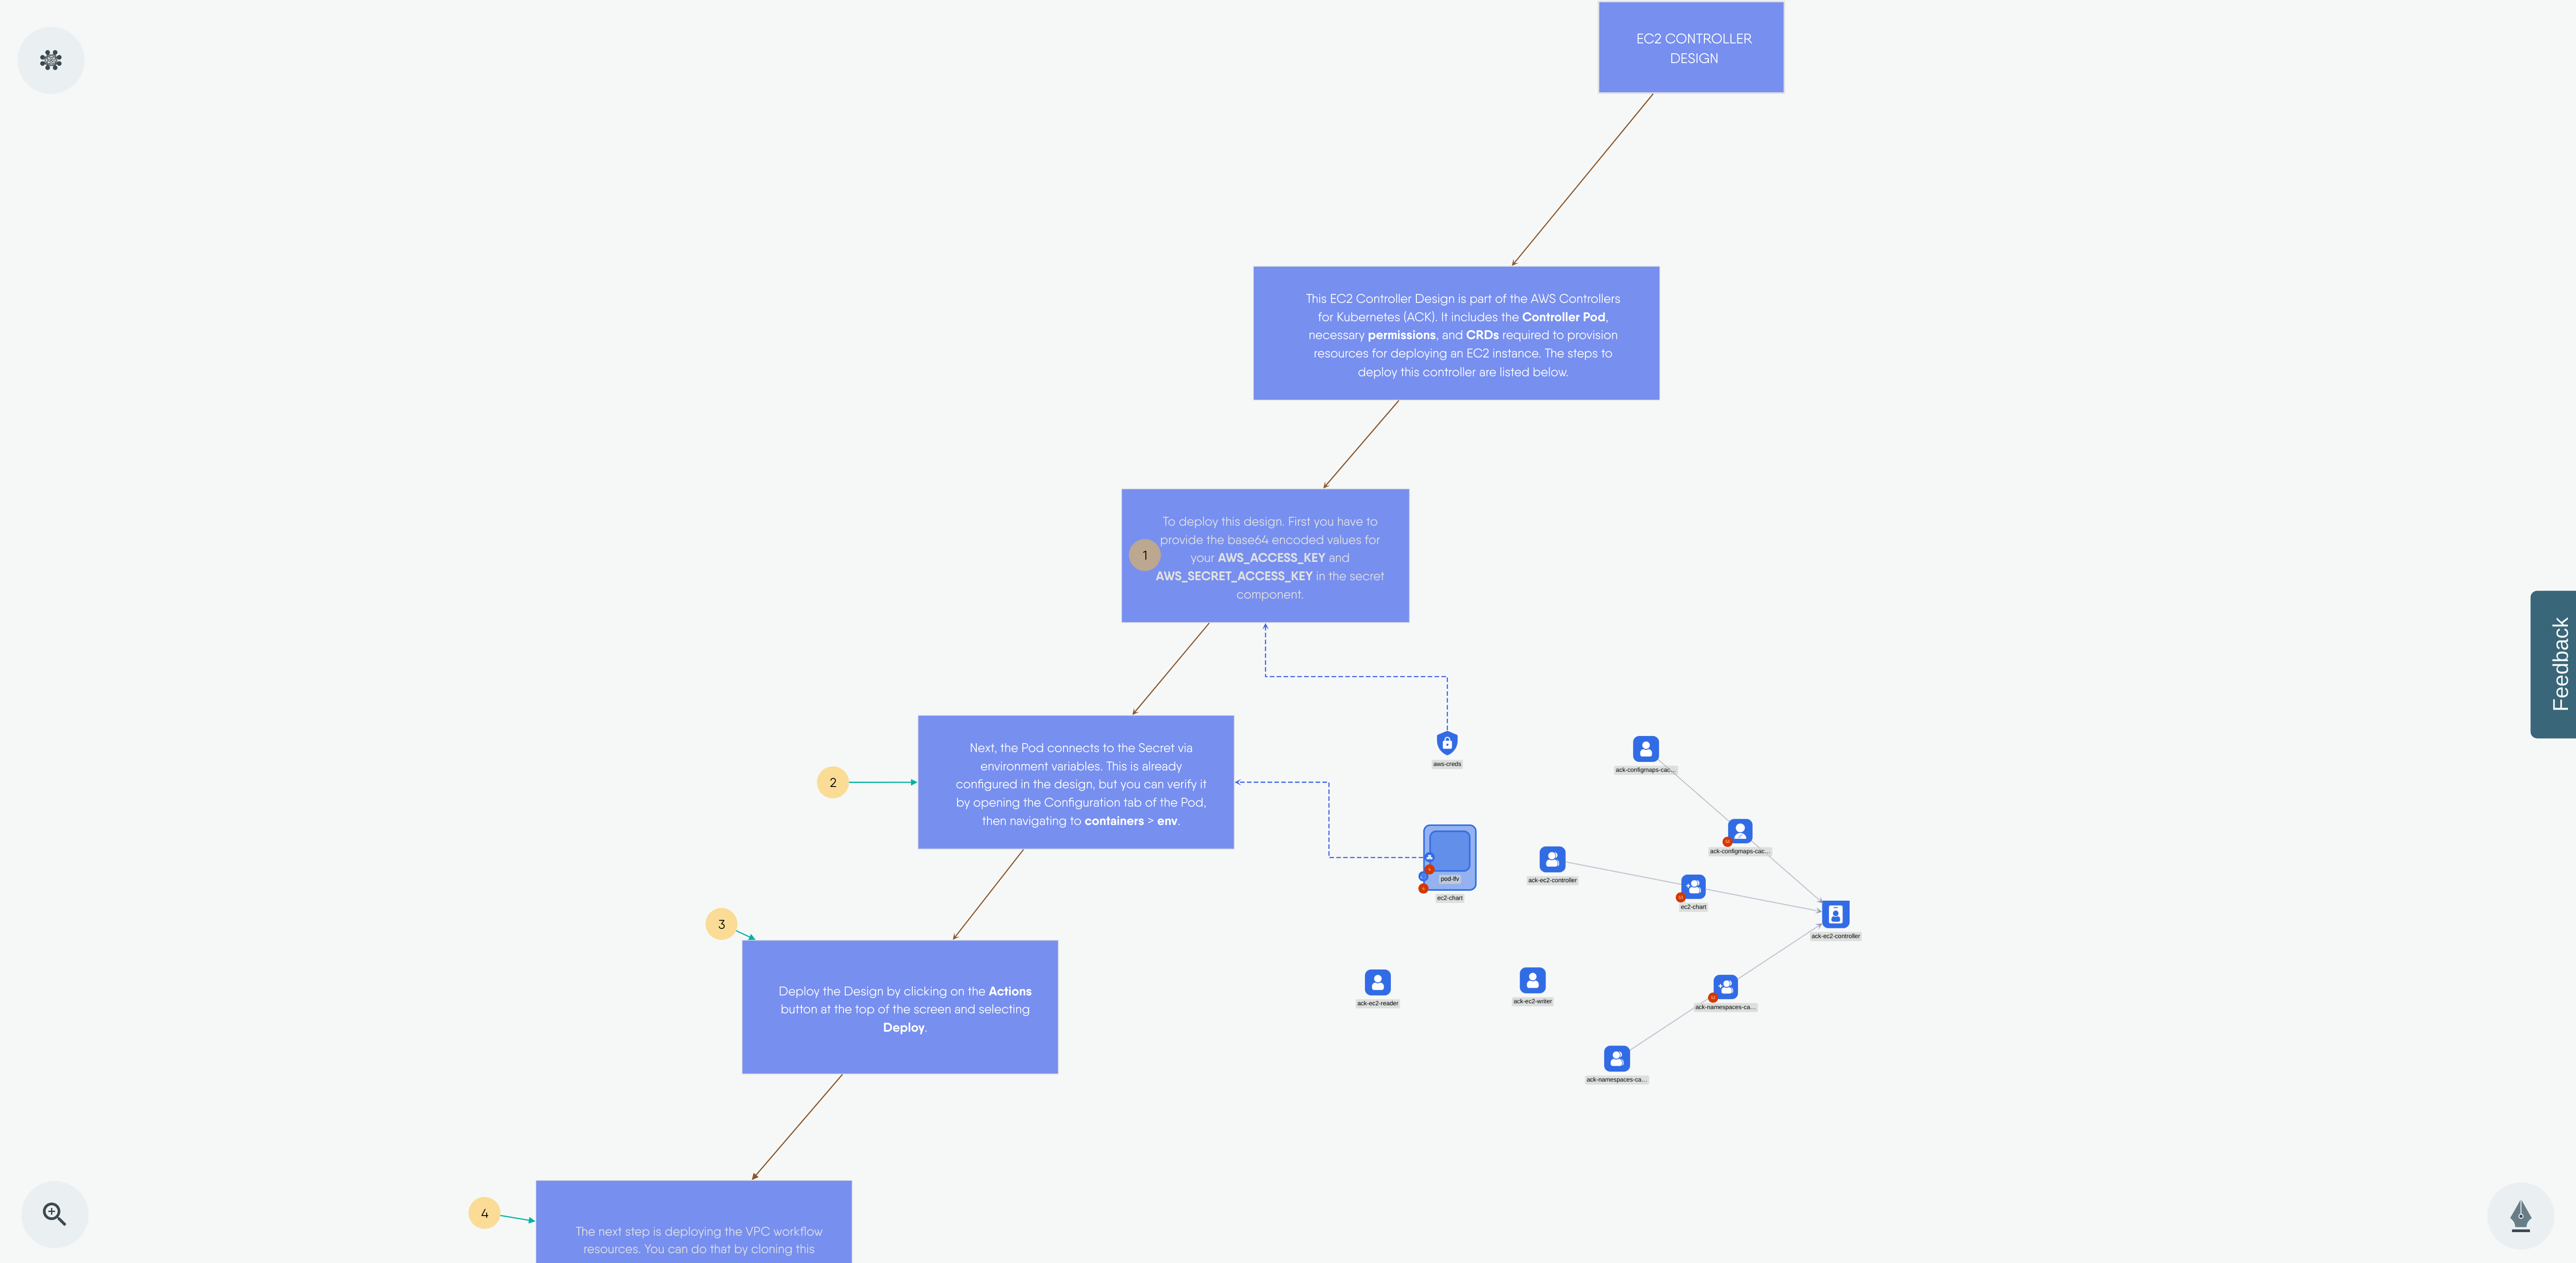 EC2 CONTROLLER
DESIGN
This EC2 Controller Design is part of the AWS Controllers
for Kubernetes (ACK). It includes the Controller Pod,
necessary permissions, and CRDs required to provision
resources for deploying an EC2 instance. The steps to
deploy this controller are listed below.
1
To deploy this design. First you have to
provide the base64 encoded values for
your AWS_ACCESS_KEY and
AWS_SECRET_ACCESS_KEY in the secret
component.
2
Next, the Pod connects to the Secret via
environment variables. This is already
configured in the design, but you can verify it
by opening the Configuration tab of the Pod,
then navigating to containers > env.
aws-creds
ack-configmaps-cac...
ack-configmaps-cac...
pod-lfv
ec2-chart
ack-ec2-controller
ec2-chart
ack-ec2-controller
ack-ec2-reader
ack-ec2-writer
ack-namespaces-ca...
ack-namespaces-ca...
3
Deploy the Design by clicking on the Actions
button at the top of the screen and selecting
Deploy.
4
The next step is deploying the VPC workflow
resources. You can do that by cloning this
Feedback